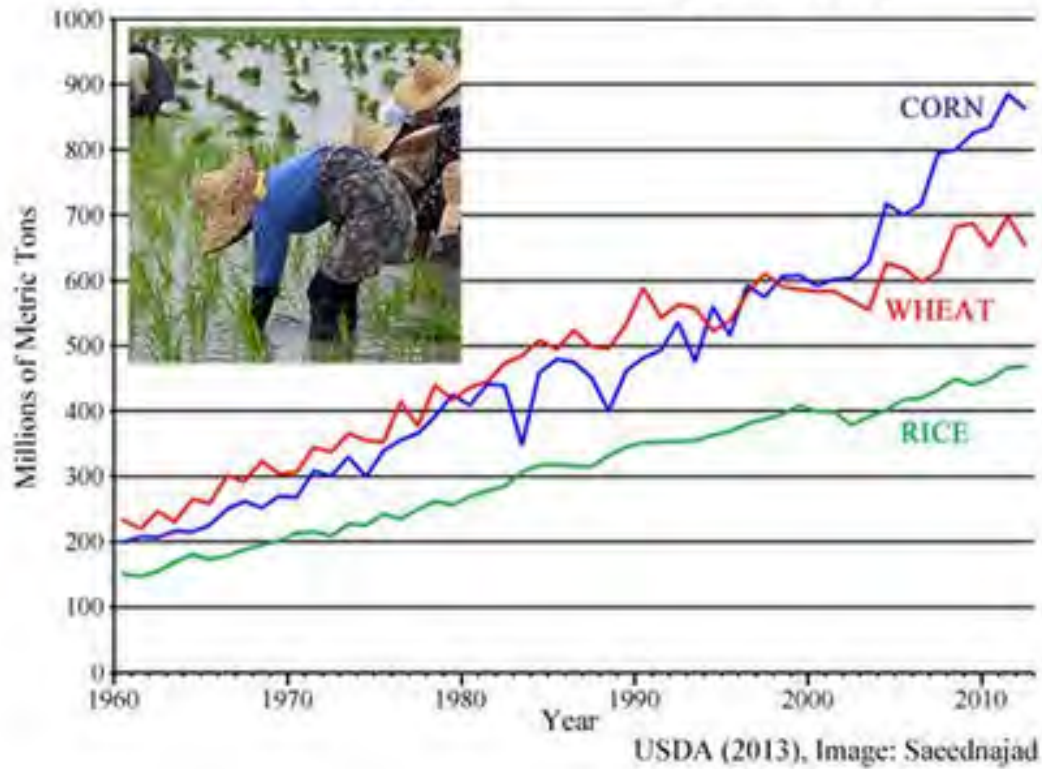 1000
900
800
700
600
500
400
300
200
100
0
Millions of Metric Tons
CORN
WHEAT
RICE
1960 1970 1980 1990 2000 2010
Year
USDA (2013), Image: Saeednajad